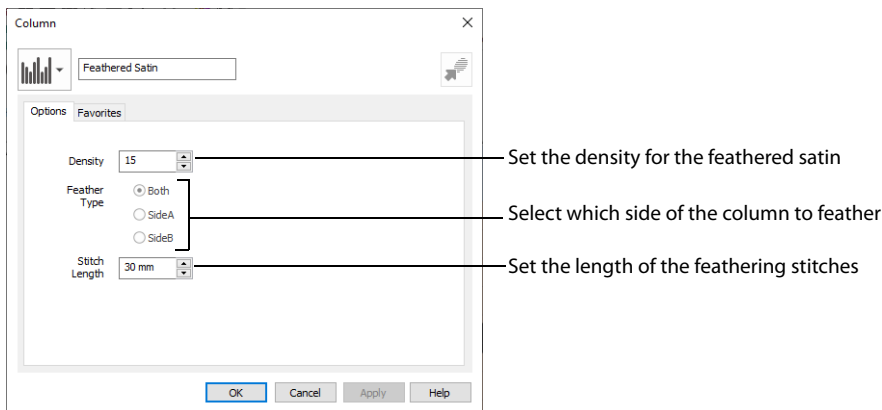 Column
Feathered Satin
Options Favorites
Density 15 Set the density for the feathered satin
Feather
Type
Both
SideA
SideB
Select which side of the column to feather
Stitch
Length
30 mm Set the length of the feathering stitches
OK Cancel Apply Help